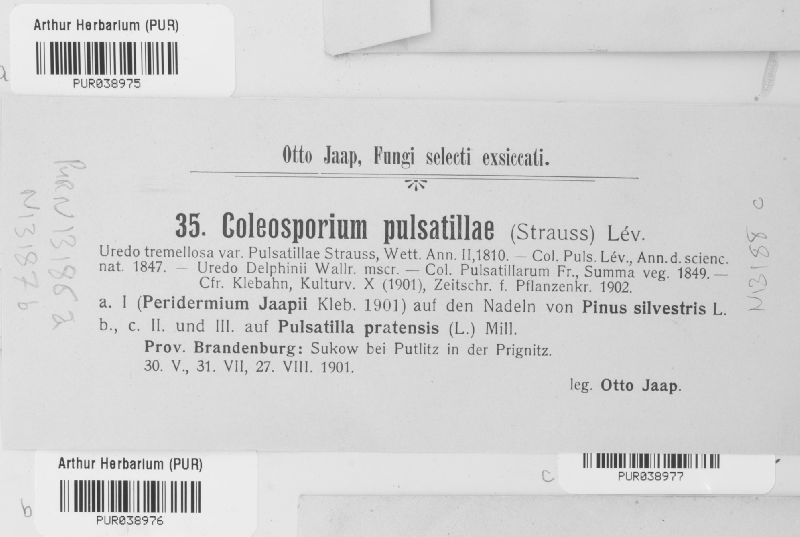 Arthur Herbarium (PUR)
a
PUR038975
Otto Jaap, Fungi selecti exsiccati.
35. Coleosporium pulsatillae (Strauss) Lév.
Uredo tremellosa var. Pulsatillae Strauss, Wett. Ann. II, 1810. — Col. Puls. Lév., Ann. d. scienc.
nat. 1847. — Uredo Delphinii Wallr. mscr. — Col. Pulsatillarum Fr., Summa veg. 1849. —
Cfr. Klebahn, Kulturv. X (1901), Zeitschr. f. Pflanzenkr. 1902.
a. I (Peridermium Jaapii Kleb. 1901) auf den Nadeln von Pinus silvestris L.
b., c. II. und III. auf Pulsatilla pratensis (L.) Mill.
Prov. Brandenburg: Sukow bei Putlitz in der Prignitz.
30. V., 31. VII, 27. VIII. 1901.
leg. Otto Jaap.
PUR N13186 a
N13187 b
N13188 c
Arthur Herbarium (PUR)
b
PUR038976
c
PUR038977